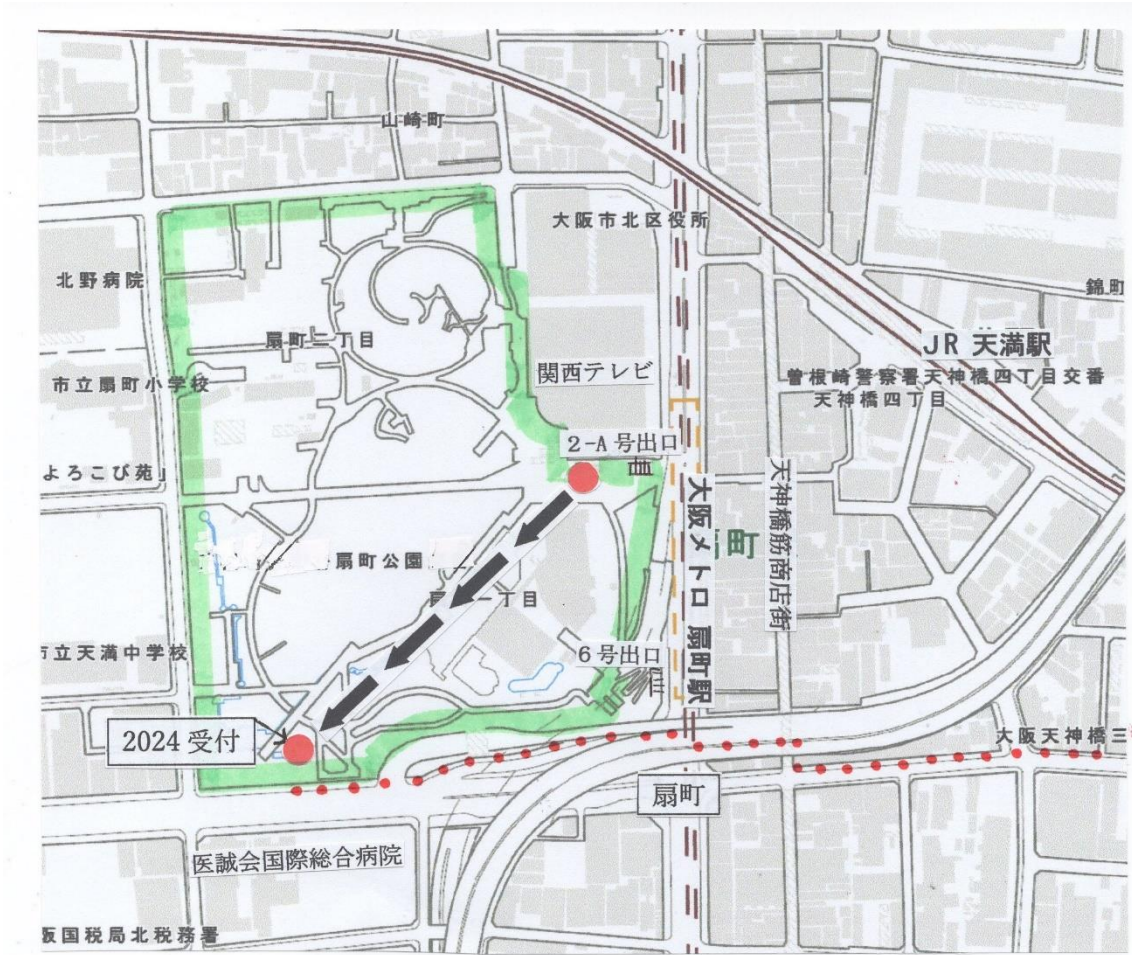 山崎町
大阪市北区役所
北野病院
錦町
扇町二丁目
JR 天満駅
関西テレビ
曽根崎警察署天神橋四丁目交番
市立扇町小学校
天神橋四丁目
2-A号出口
よろこび苑」
大阪メトロ 扇町駅
天神橋筋商店街
扇町公園
一丁目
市立天満中学校
6号出口
2024 受付
大阪天神橋三
扇町
医誠会国際総合病院
阪国税局北税務署